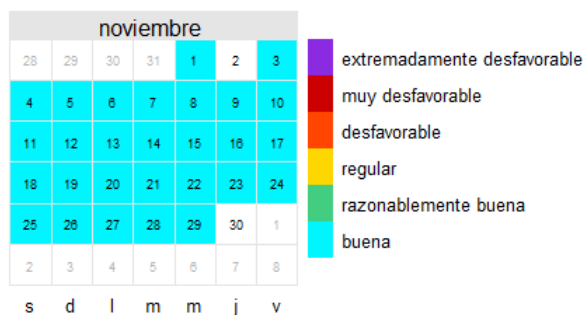 noviembre
28 29 30 31 1 2 3
4 5 6 7 8 9 10
11 12 13 14 15 16 17
18 19 20 21 22 23 24
25 26 27 28 29 30 1
2 3 4 5 6 7 8
s d l m m j v
extremadamente desfavorable
muy desfavorable
desfavorable
regular
razonablemente buena
buena